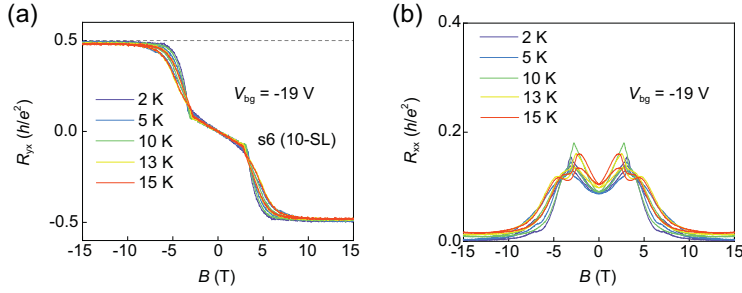 (a)
0.5
0.0
-0.5
R_yx (h/e²)
2 K
5 K
10 K
13 K
15 K
V_bg = -19 V
s6 (10-SL)
-15 -10 -5 0 5 10 15
B (T)
(b)
0.4
0.2
0.0
R_xx (h/e²)
2 K
5 K
10 K
13 K
15 K
V_bg = -19 V
-15 -10 -5 0 5 10 15
B (T)